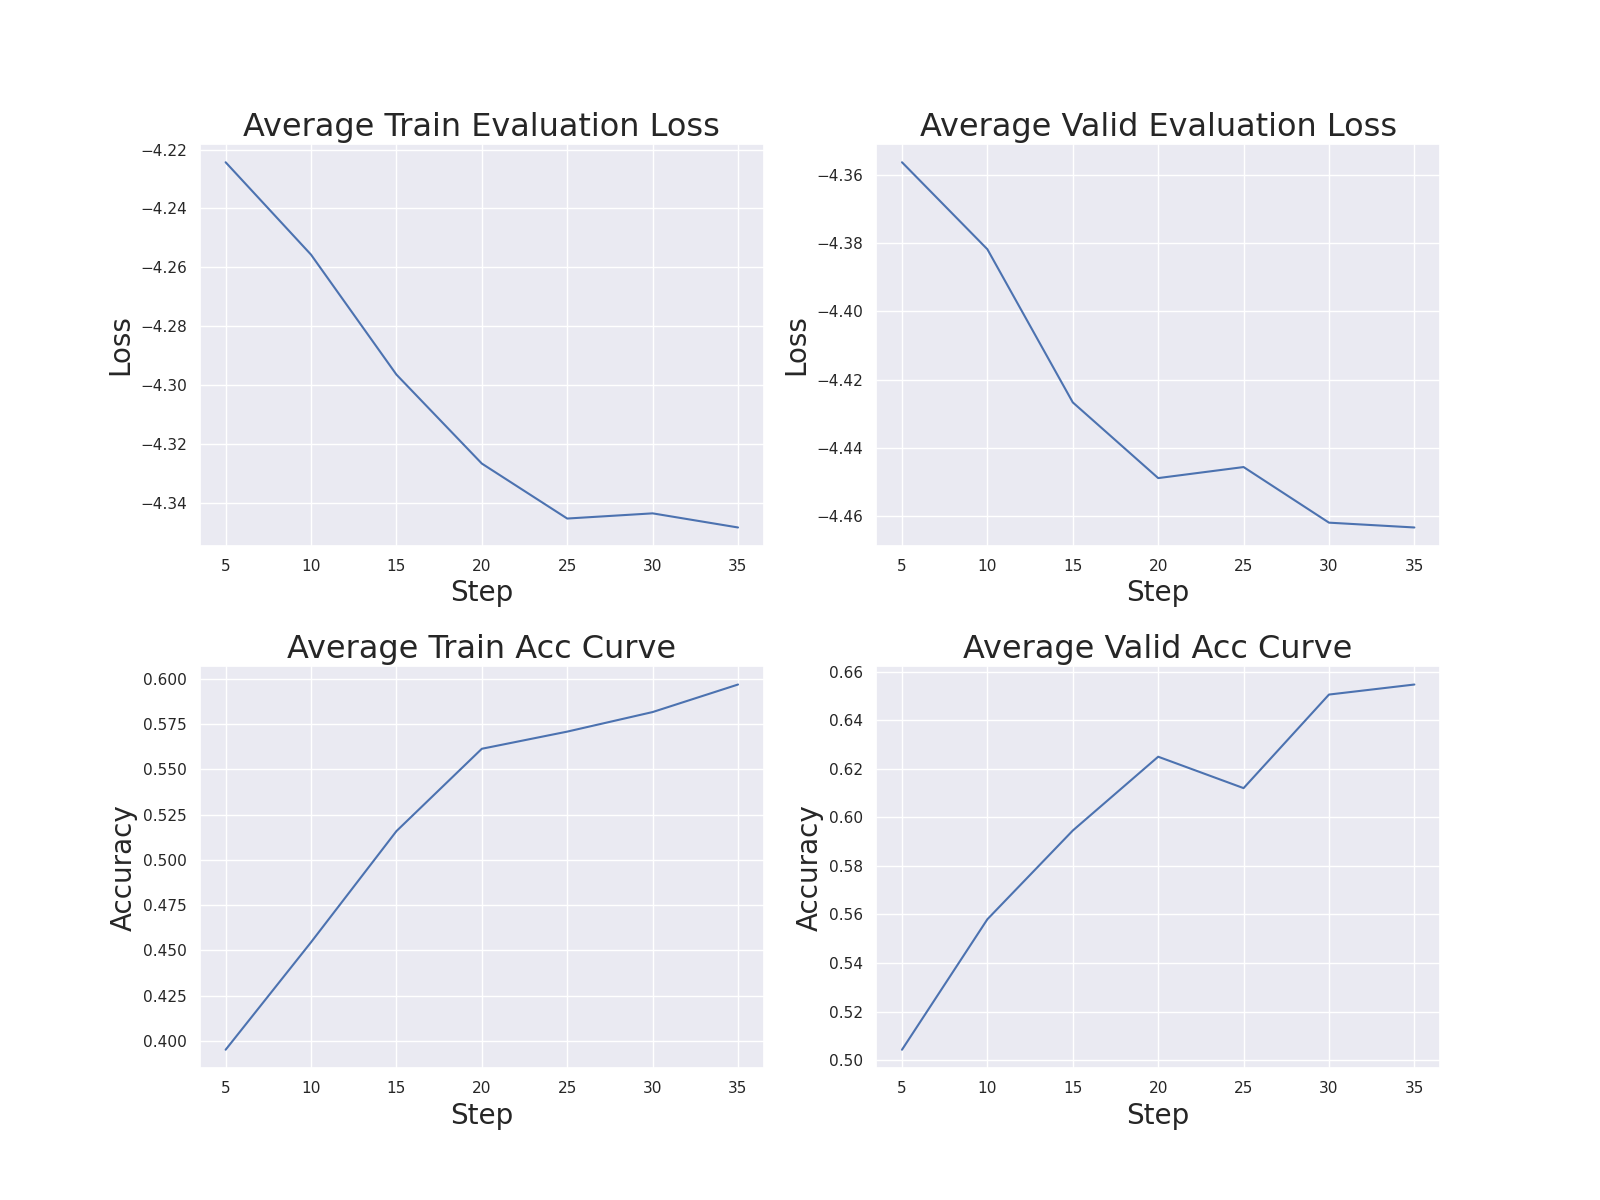 Average Train Evaluation Loss
−4.22
−4.24
−4.26
−4.28
−4.30
−4.32
−4.34
Loss
5 10 15 20 25 30 35
Step
Average Valid Evaluation Loss
−4.36
−4.38
−4.40
−4.42
−4.44
−4.46
Loss
5 10 15 20 25 30 35
Step
Average Train Acc Curve
0.600
0.575
0.550
0.525
0.500
0.475
0.450
0.425
0.400
Accuracy
5 10 15 20 25 30 35
Step
Average Valid Acc Curve
0.66
0.64
0.62
0.60
0.58
0.56
0.54
0.52
0.50
Accuracy
5 10 15 20 25 30 35
Step